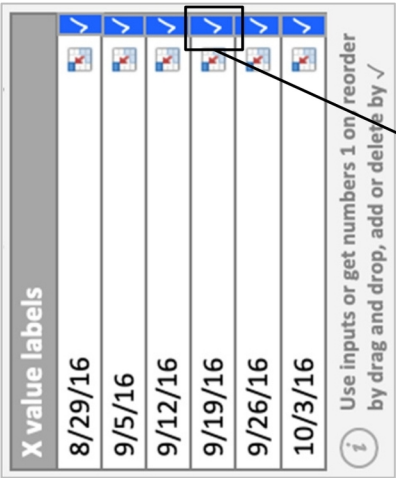 X value labels
8/29/16
9/5/16
9/12/16
9/19/16
9/26/16
10/3/16
Use inputs or get numbers 1 on reorder
by drag and drop, add or delete by ✓